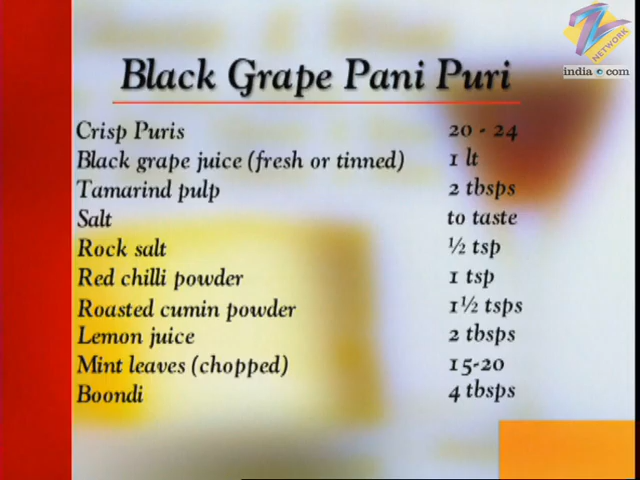 Z
NETWORK
india.com
Black Grape Pani Puri
Crisp Puris 20 - 24
Black grape juice (fresh or tinned) 1 lt
Tamarind pulp 2 tbsps
Salt to taste
Rock salt ½ tsp
Red chilli powder 1 tsp
Roasted cumin powder 1½ tsps
Lemon juice 2 tbsps
Mint leaves (chopped) 15-20
Boondi 4 tbsps